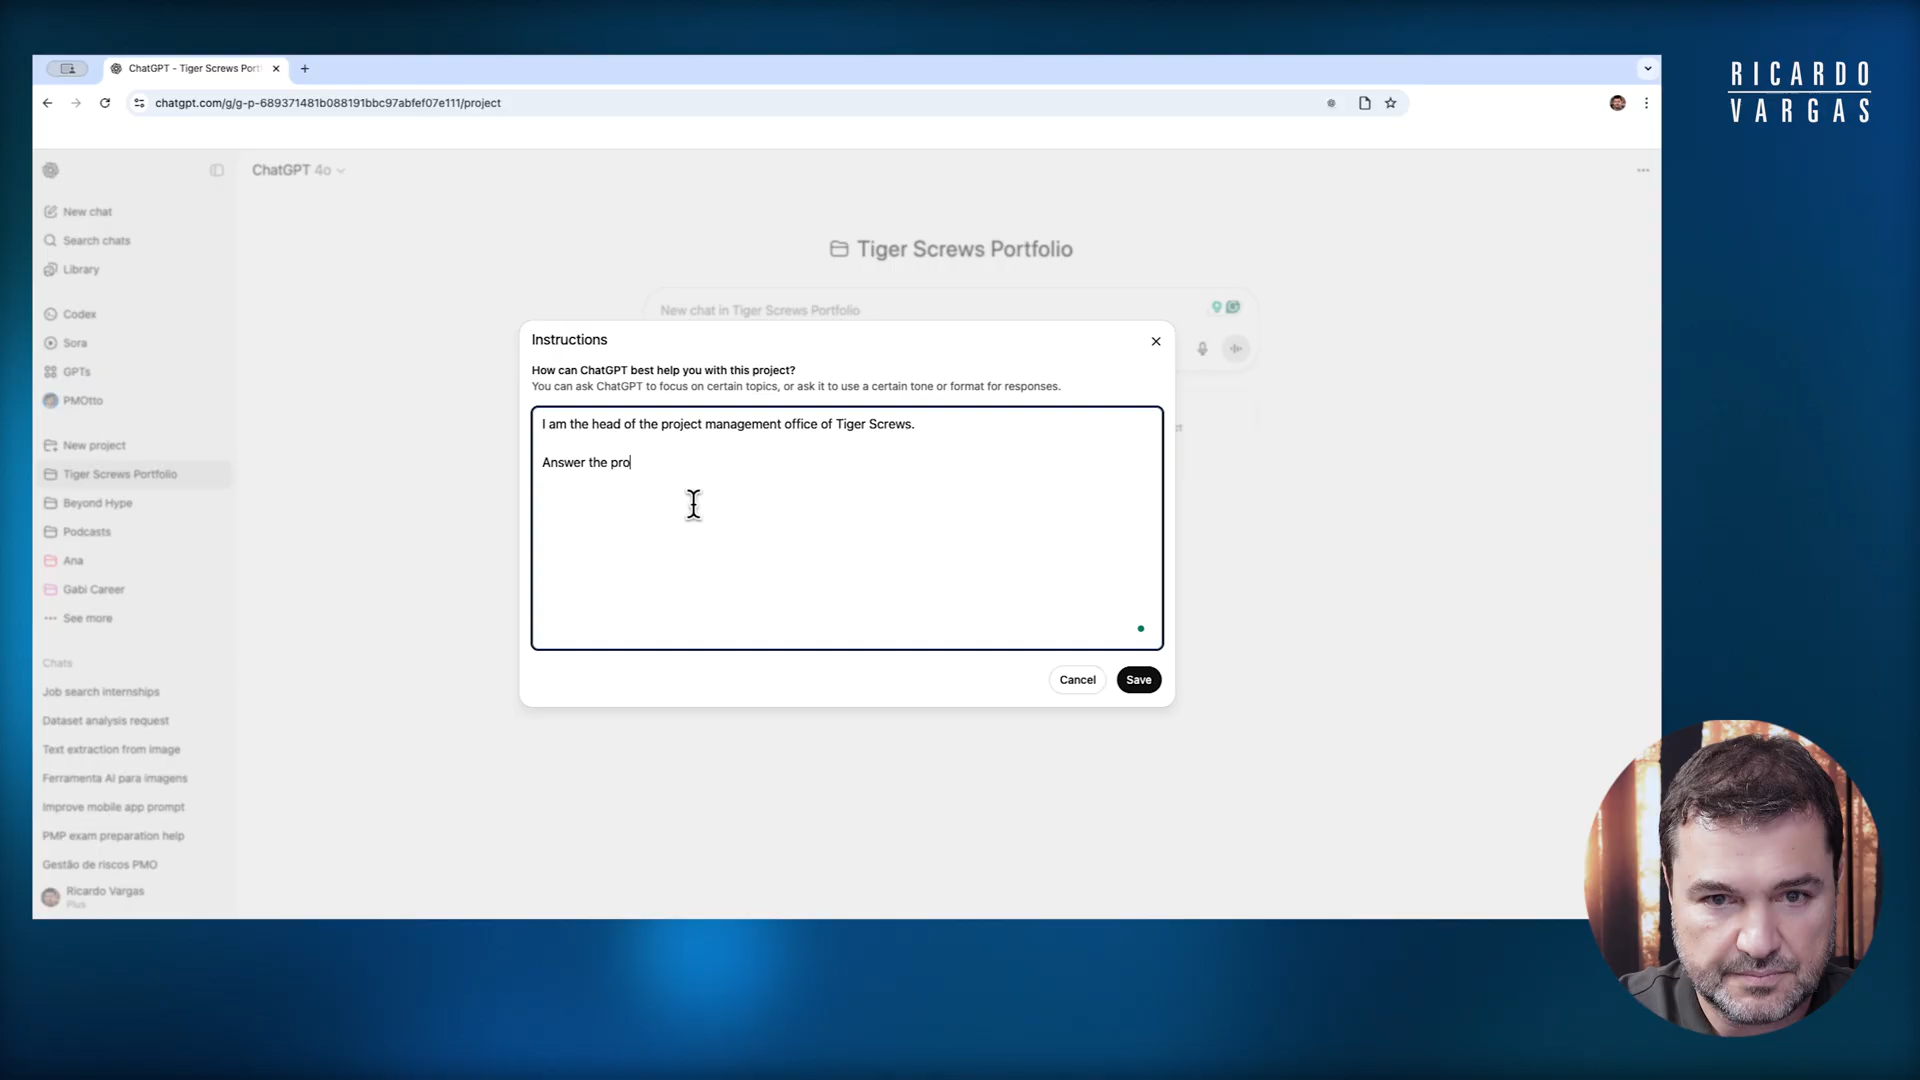 RICARDO
VARGAS
ChatGPT - Tiger Screws Port
chatgpt.com/g/g-p-689371481b088191bbc97abfef07e111/project
ChatGPT 4o
New chat
Search chats
Library
Codex
Sora
GPTs
PMOtto
New project
Tiger Screws Portfolio
Beyond Hype
Podcasts
Ana
Gabi Career
See more
Chats
Job search internships
Dataset analysis request
Text extraction from image
Ferramenta AI para imagens
Improve mobile app prompt
PMP exam preparation help
Gestão de riscos PMO
Ricardo Vargas
Plus
Tiger Screws Portfolio
New chat in Tiger Screws Portfolio
Instructions
How can ChatGPT best help you with this project?
You can ask ChatGPT to focus on certain topics, or ask it to use a certain tone or format for responses.
I am the head of the project management office of Tiger Screws.
Answer the pro
Cancel
Save